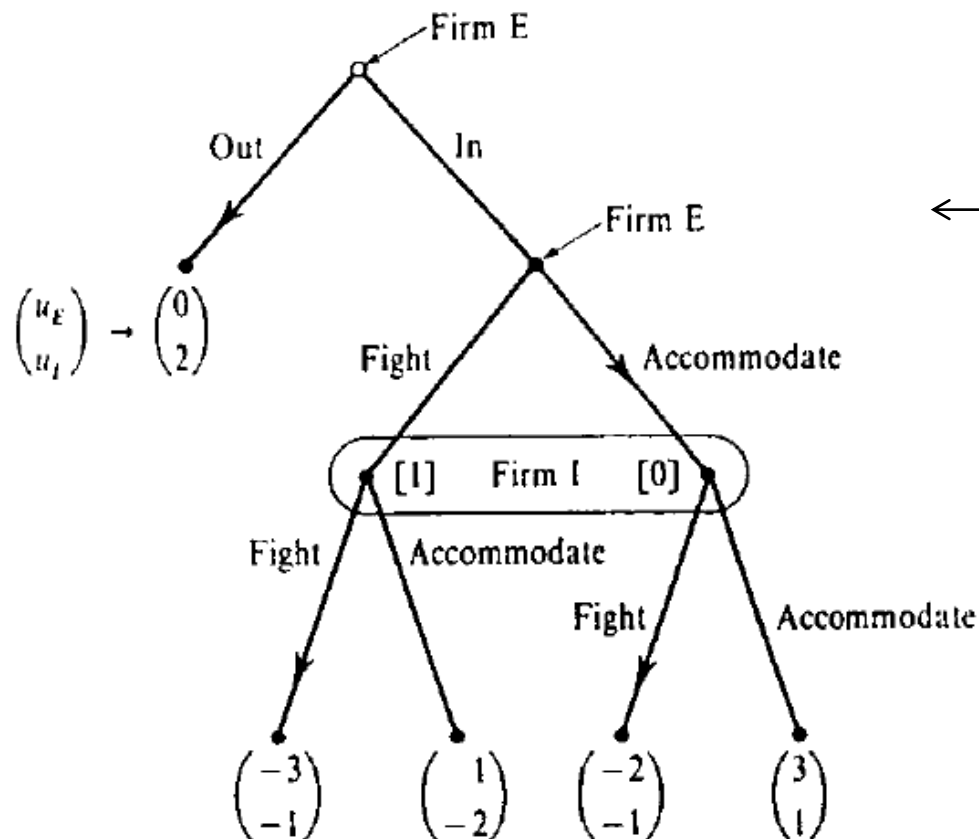 Firm E
Out
In
Firm E
(u_E u_I) → (0 2)
Fight
Accommodate
[1] Firm I [0]
Fight
Accommodate
Fight
Accommodate
(-3 -1) (1 -2) (-2 -1) (3 1)